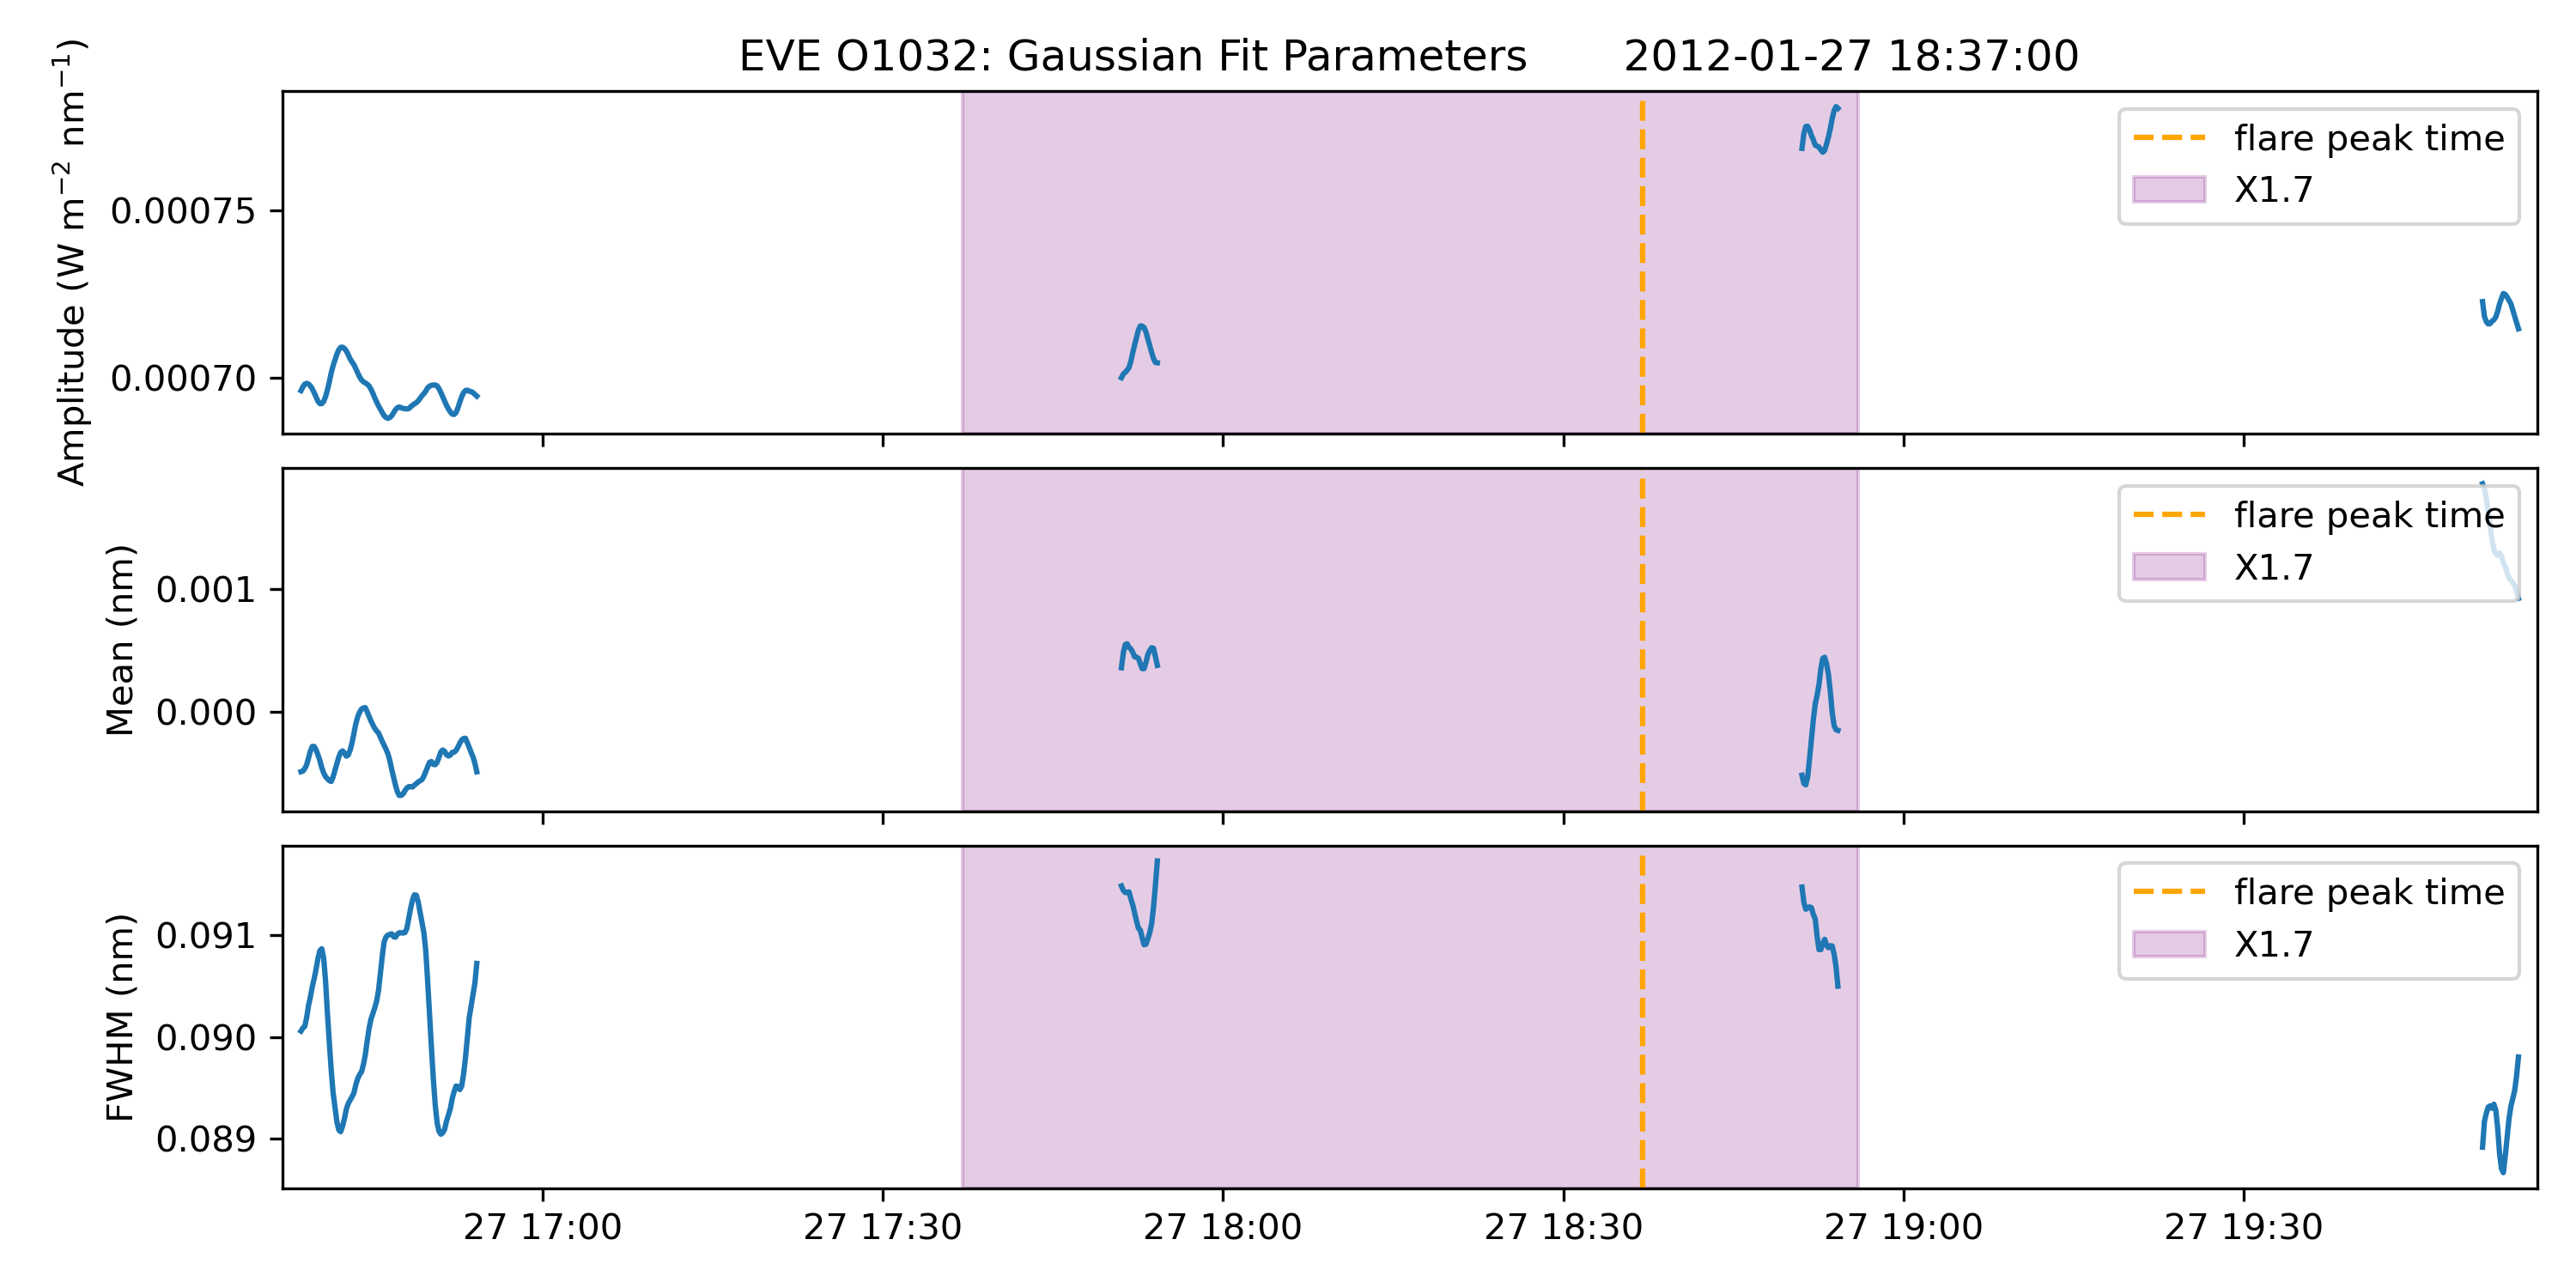 EVE O1032: Gaussian Fit Parameters 2012-01-27 18:37:00
Amplitude (W m⁻² nm⁻¹)
0.00075
0.00070
flare peak time
X1.7
Mean (nm)
0.001
0.000
flare peak time
X1.7
FWHM (nm)
0.091
0.090
0.089
flare peak time
X1.7
27 17:00 27 17:30 27 18:00 27 18:30 27 19:00 27 19:30